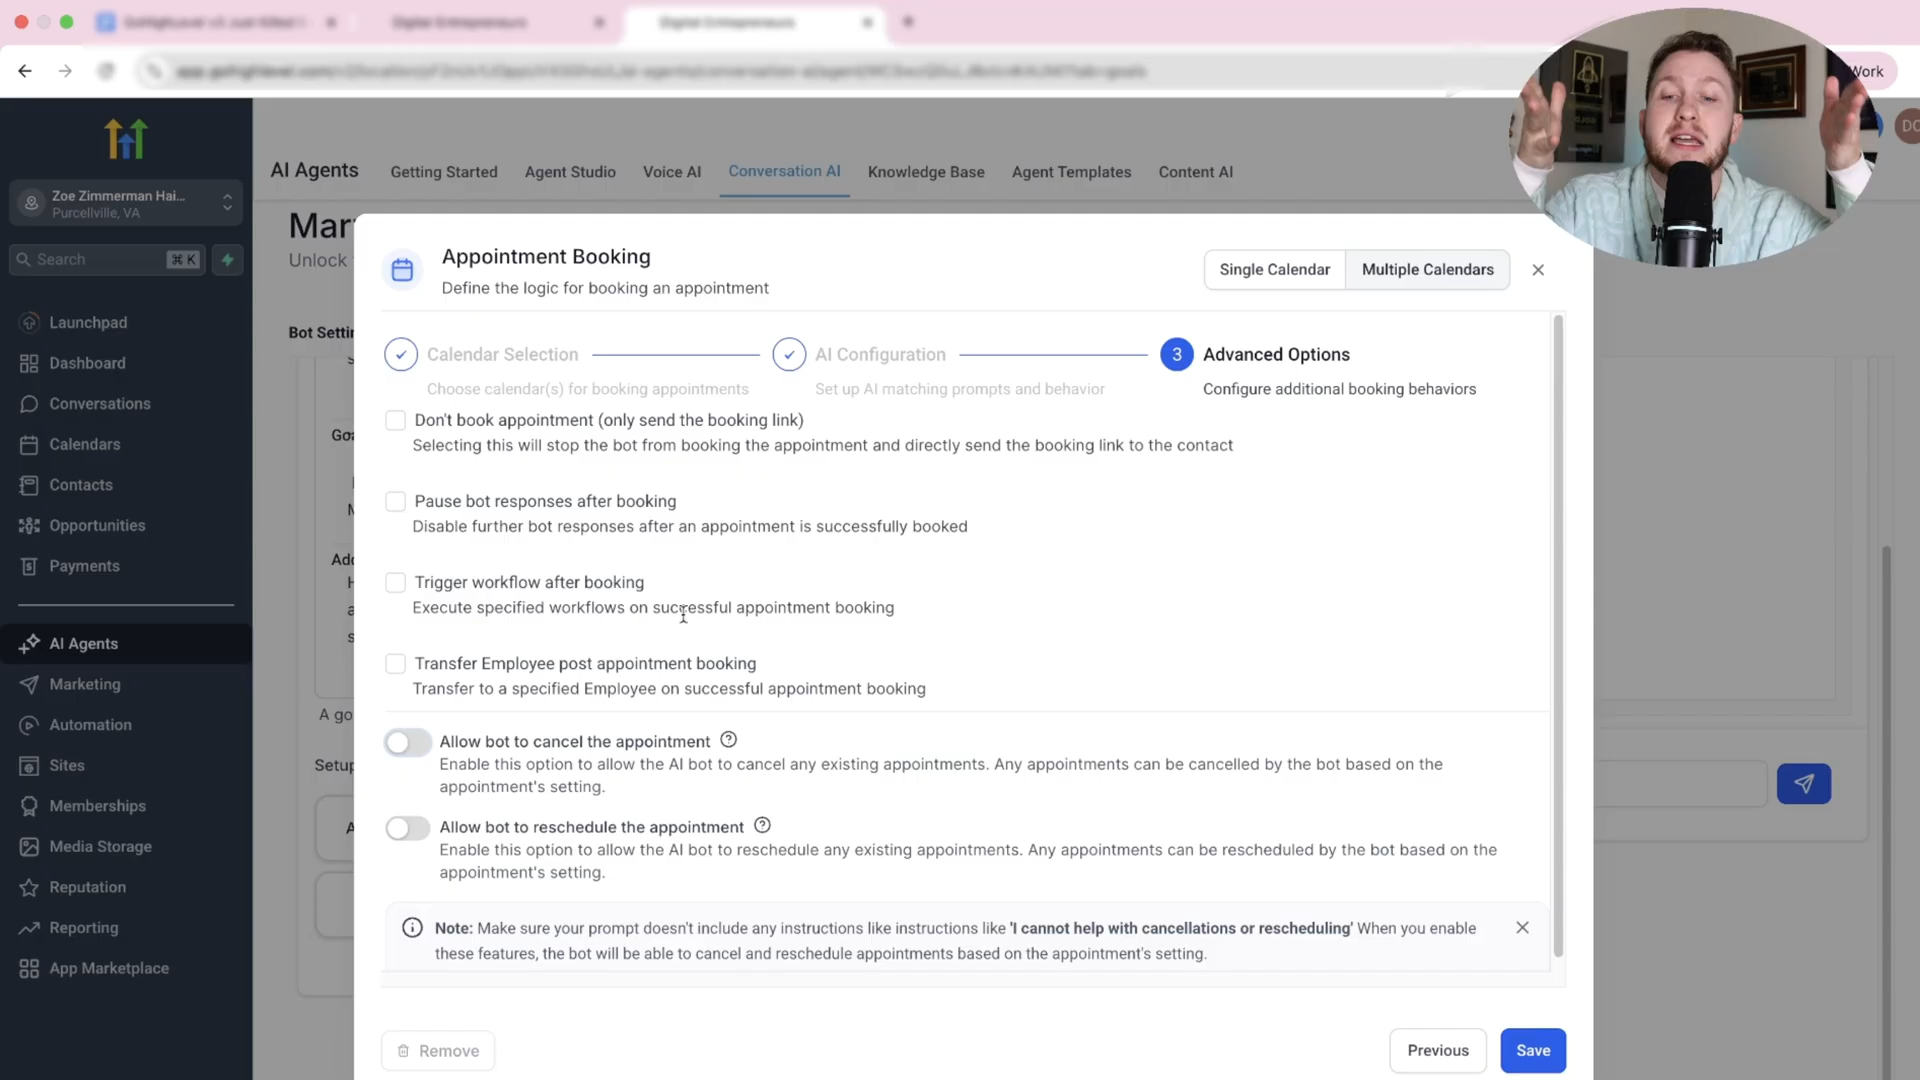 Work
DC
Zoe Zimmerman Hai...
Purcellville, VA
Search
⌘ K
Launchpad
Dashboard
Conversations
Calendars
Contacts
Opportunities
Payments
AI Agents
Marketing
Automation
Sites
Memberships
Media Storage
Reputation
Reporting
App Marketplace
AI Agents
Getting Started
Agent Studio
Voice AI
Conversation AI
Knowledge Base
Agent Templates
Content AI
Mar
Unlock
Bot Settin
Goa
Add
A go
Setup
Appointment Booking
Define the logic for booking an appointment
Single Calendar
Multiple Calendars
Calendar Selection
Choose calendar(s) for booking appointments
AI Configuration
Set up AI matching prompts and behavior
3
Advanced Options
Configure additional booking behaviors
Don't book appointment (only send the booking link)
Selecting this will stop the bot from booking the appointment and directly send the booking link to the contact
Pause bot responses after booking
Disable further bot responses after an appointment is successfully booked
Trigger workflow after booking
Execute specified workflows on successful appointment booking
Transfer Employee post appointment booking
Transfer to a specified Employee on successful appointment booking
Allow bot to cancel the appointment
Enable this option to allow the AI bot to cancel any existing appointments. Any appointments can be cancelled by the bot based on the
appointment's setting.
Allow bot to reschedule the appointment
Enable this option to allow the AI bot to reschedule any existing appointments. Any appointments can be rescheduled by the bot based on the
appointment's setting.
Note: Make sure your prompt doesn't include any instructions like instructions like 'I cannot help with cancellations or rescheduling' When you enable
these features, the bot will be able to cancel and reschedule appointments based on the appointment's setting.
Remove
Previous
Save